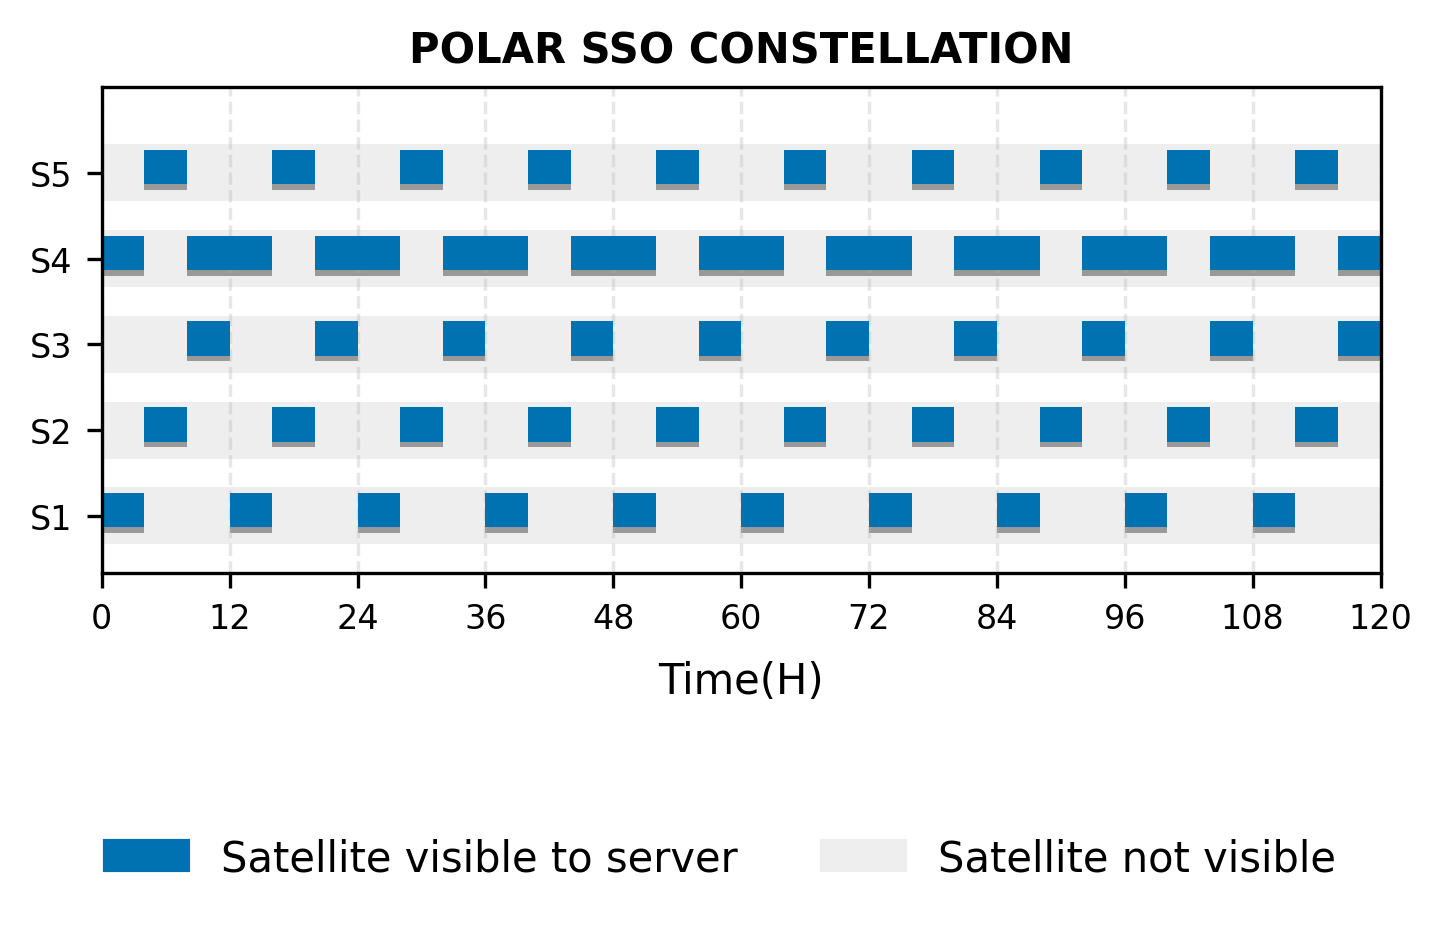 POLAR SSO CONSTELLATION
S5
S4
S3
S2
S1
0 12 24 36 48 60 72 84 96 108 120
Time(H)
Satellite visible to server Satellite not visible